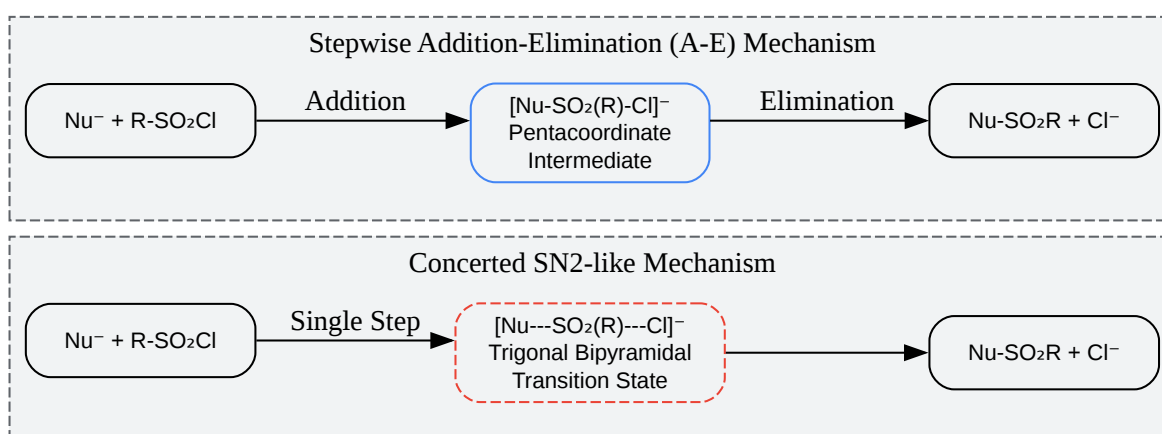 Stepwise Addition-Elimination (A-E) Mechanism
Nu⁻ + R-SO₂Cl
Addition
[Nu-SO₂(R)-Cl]⁻
Pentacoordinate
Intermediate
Elimination
Nu-SO₂R + Cl⁻
Concerted SN2-like Mechanism
Nu⁻ + R-SO₂Cl
Single Step
[Nu---SO₂(R)---Cl]⁻
Trigonal Bipyramidal
Transition State
Nu-SO₂R + Cl⁻